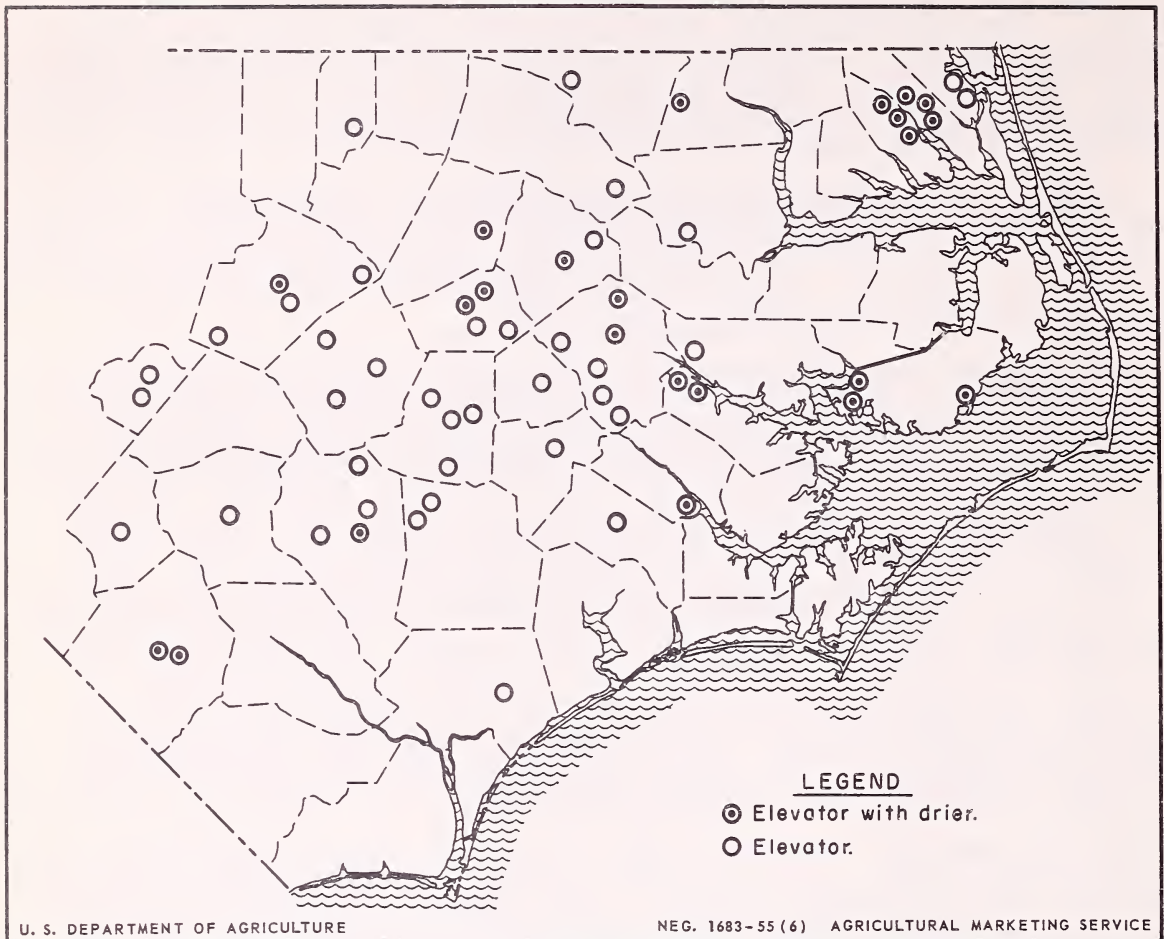 LEGEND
Elevator with drier.
Elevator.
U. S. DEPARTMENT OF AGRICULTURE
NEG. 1683-55 (6) AGRICULTURAL MARKETING SERVICE